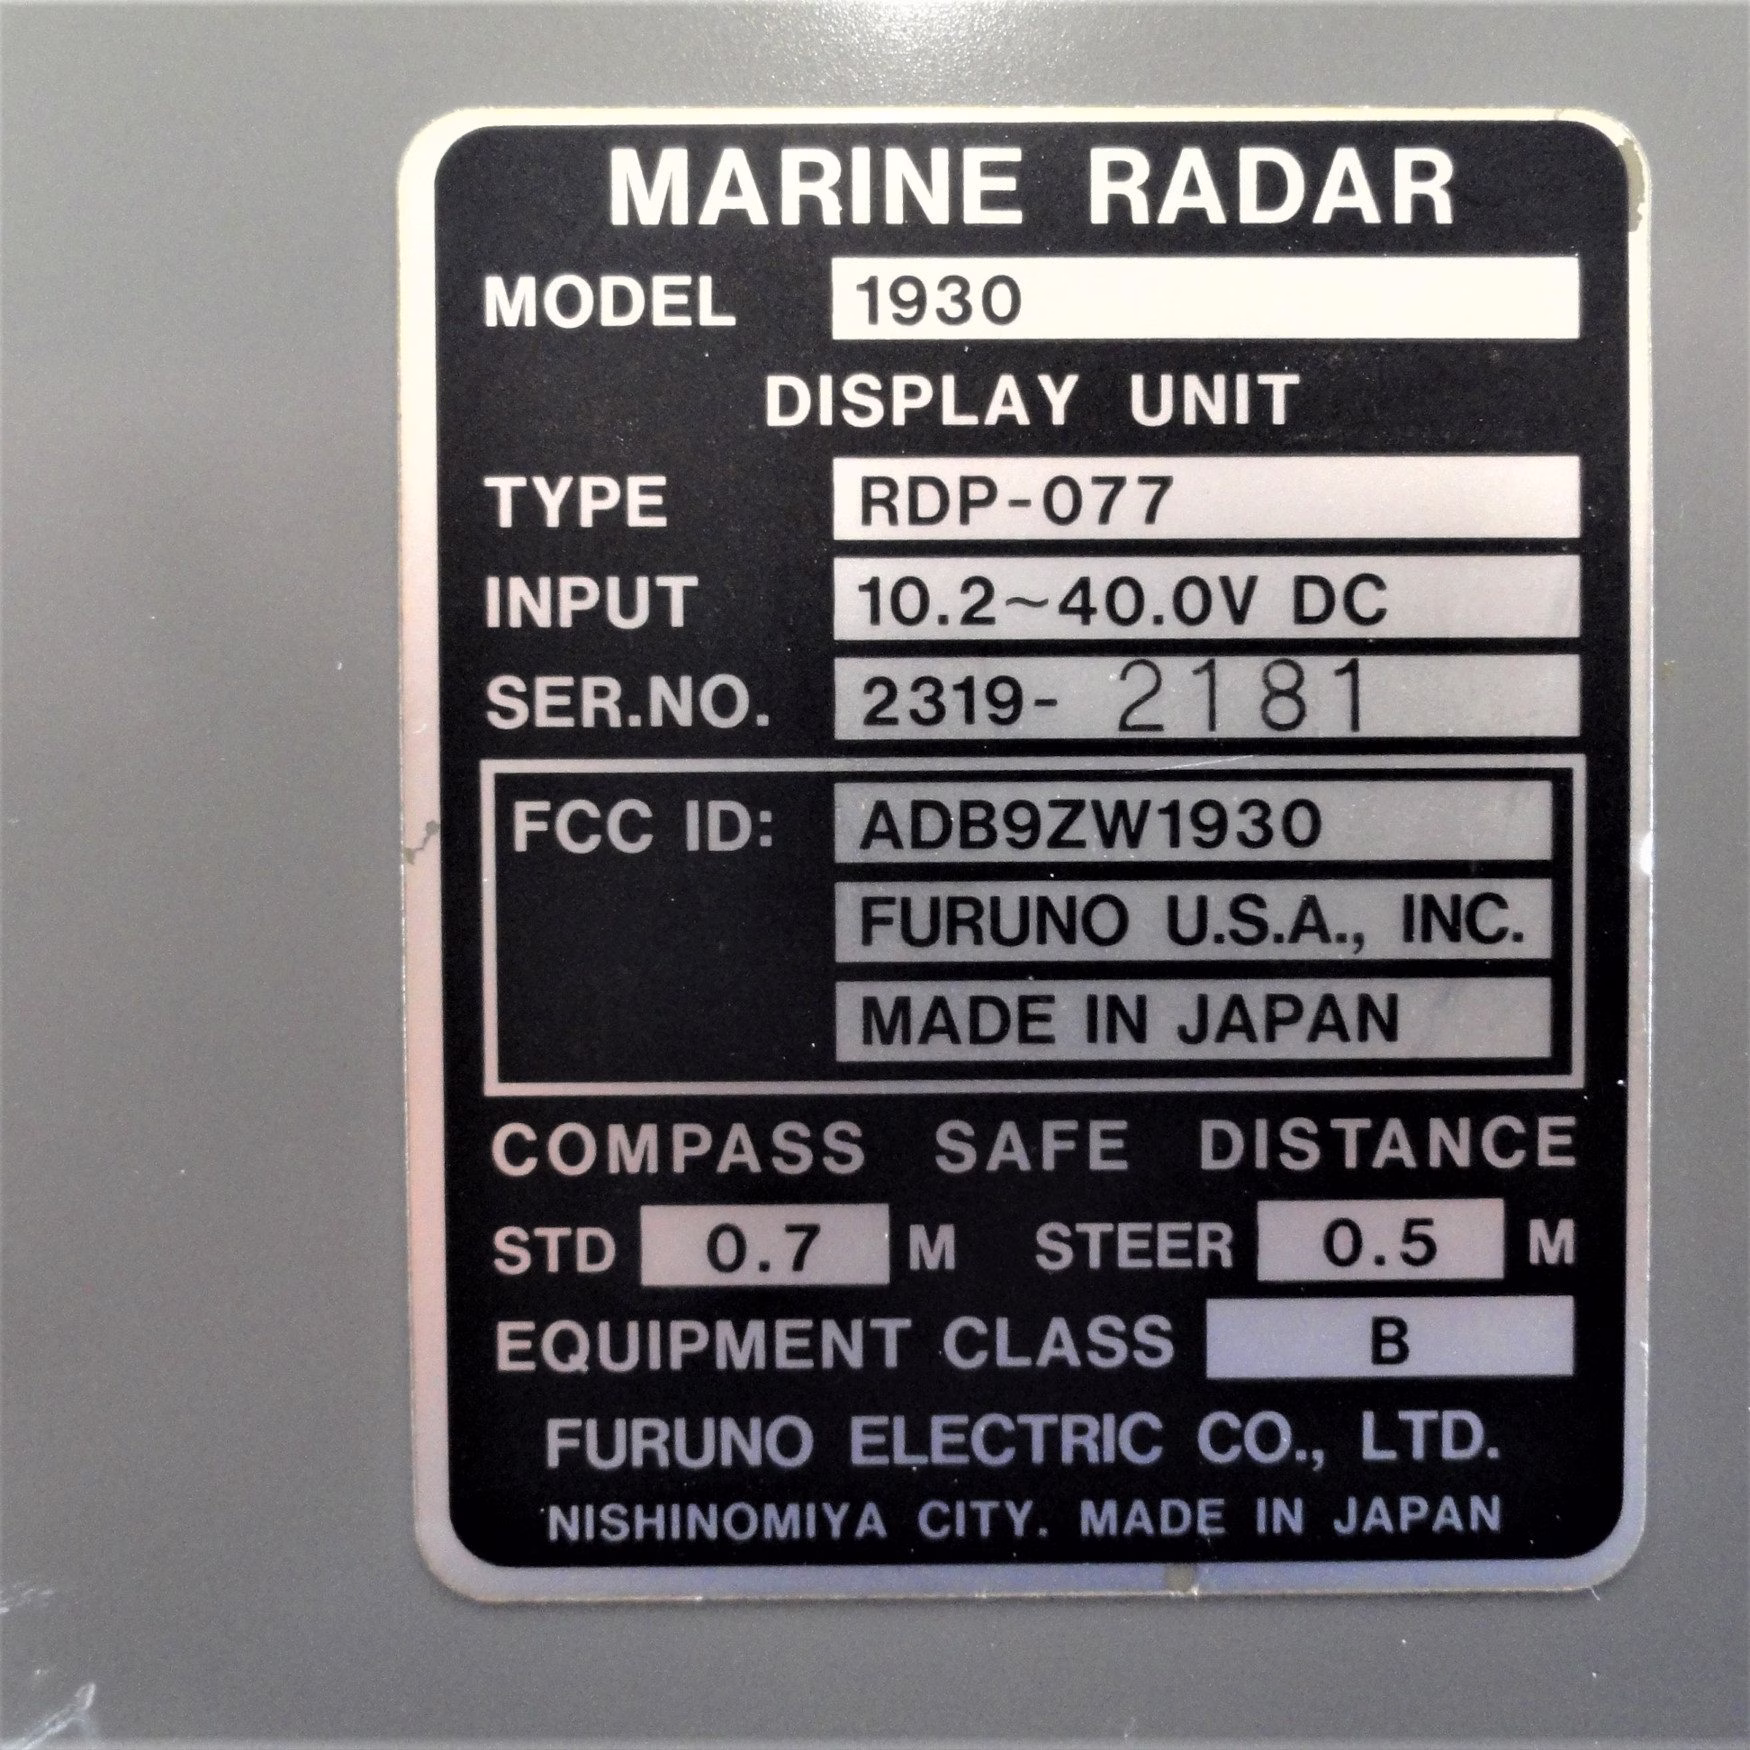 MARINE RADAR
MODEL 1930
DISPLAY UNIT
TYPE RDP-077
INPUT 10.2~40.0V DC
SER.NO. 2319- 2181
FCC ID: ADB9ZW1930
FURUNO U.S.A., INC.
MADE IN JAPAN
COMPASS SAFE DISTANCE
STD 0.7 M STEER 0.5 M
EQUIPMENT CLASS B
FURUNO ELECTRIC CO., LTD.
NISHINOMIYA CITY. MADE IN JAPAN